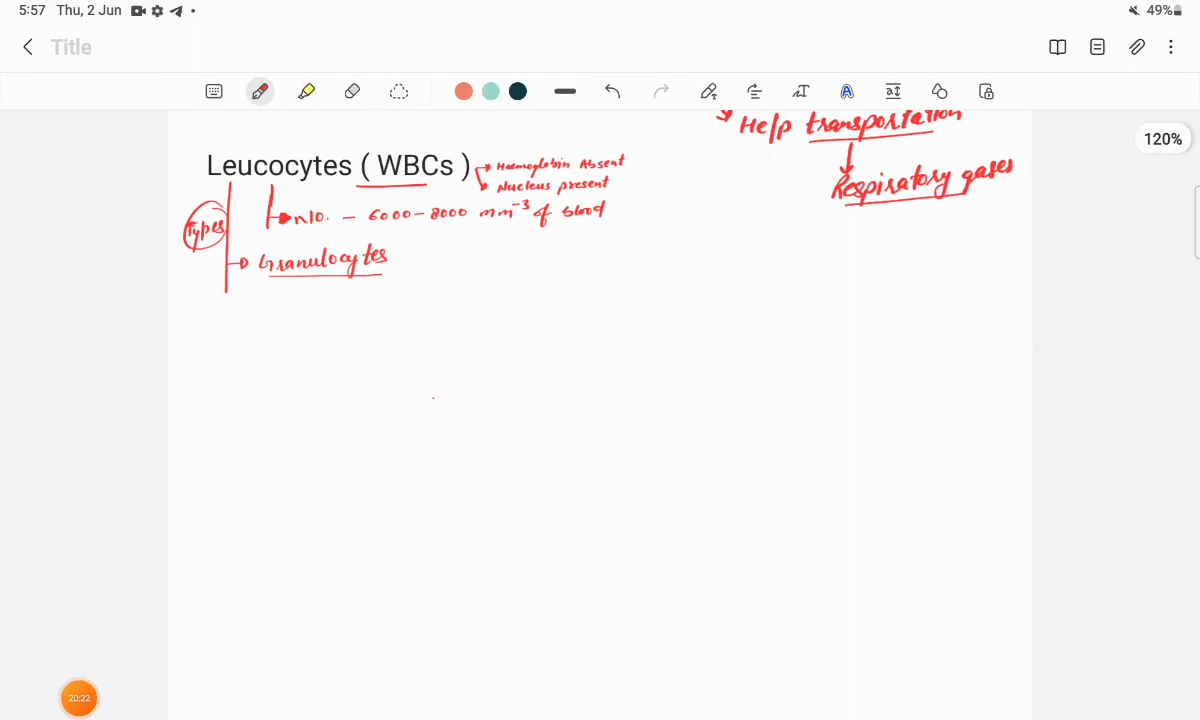 5:57 Thu, 2 Jun
49%
Title
120%
Help transportation
Respiratory gases
Leucocytes ( WBCs )
Haemoglobin Absent
Nucleus present
Types
n/o. - 6000-8000 mm⁻³ of blood
Granulocytes
20:22